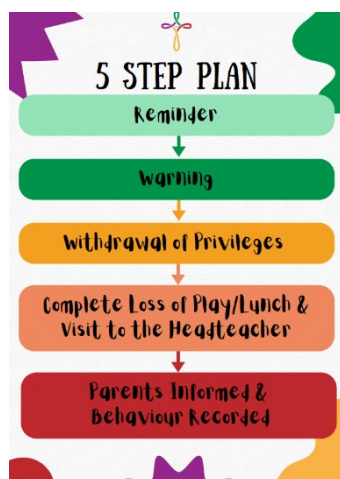 5 STEP PLAN
Reminder
Warning
Withdrawal of Privileges
Complete Loss of Play/Lunch &
Visit to the Headteacher
Parents Informed &
Behaviour Recorded